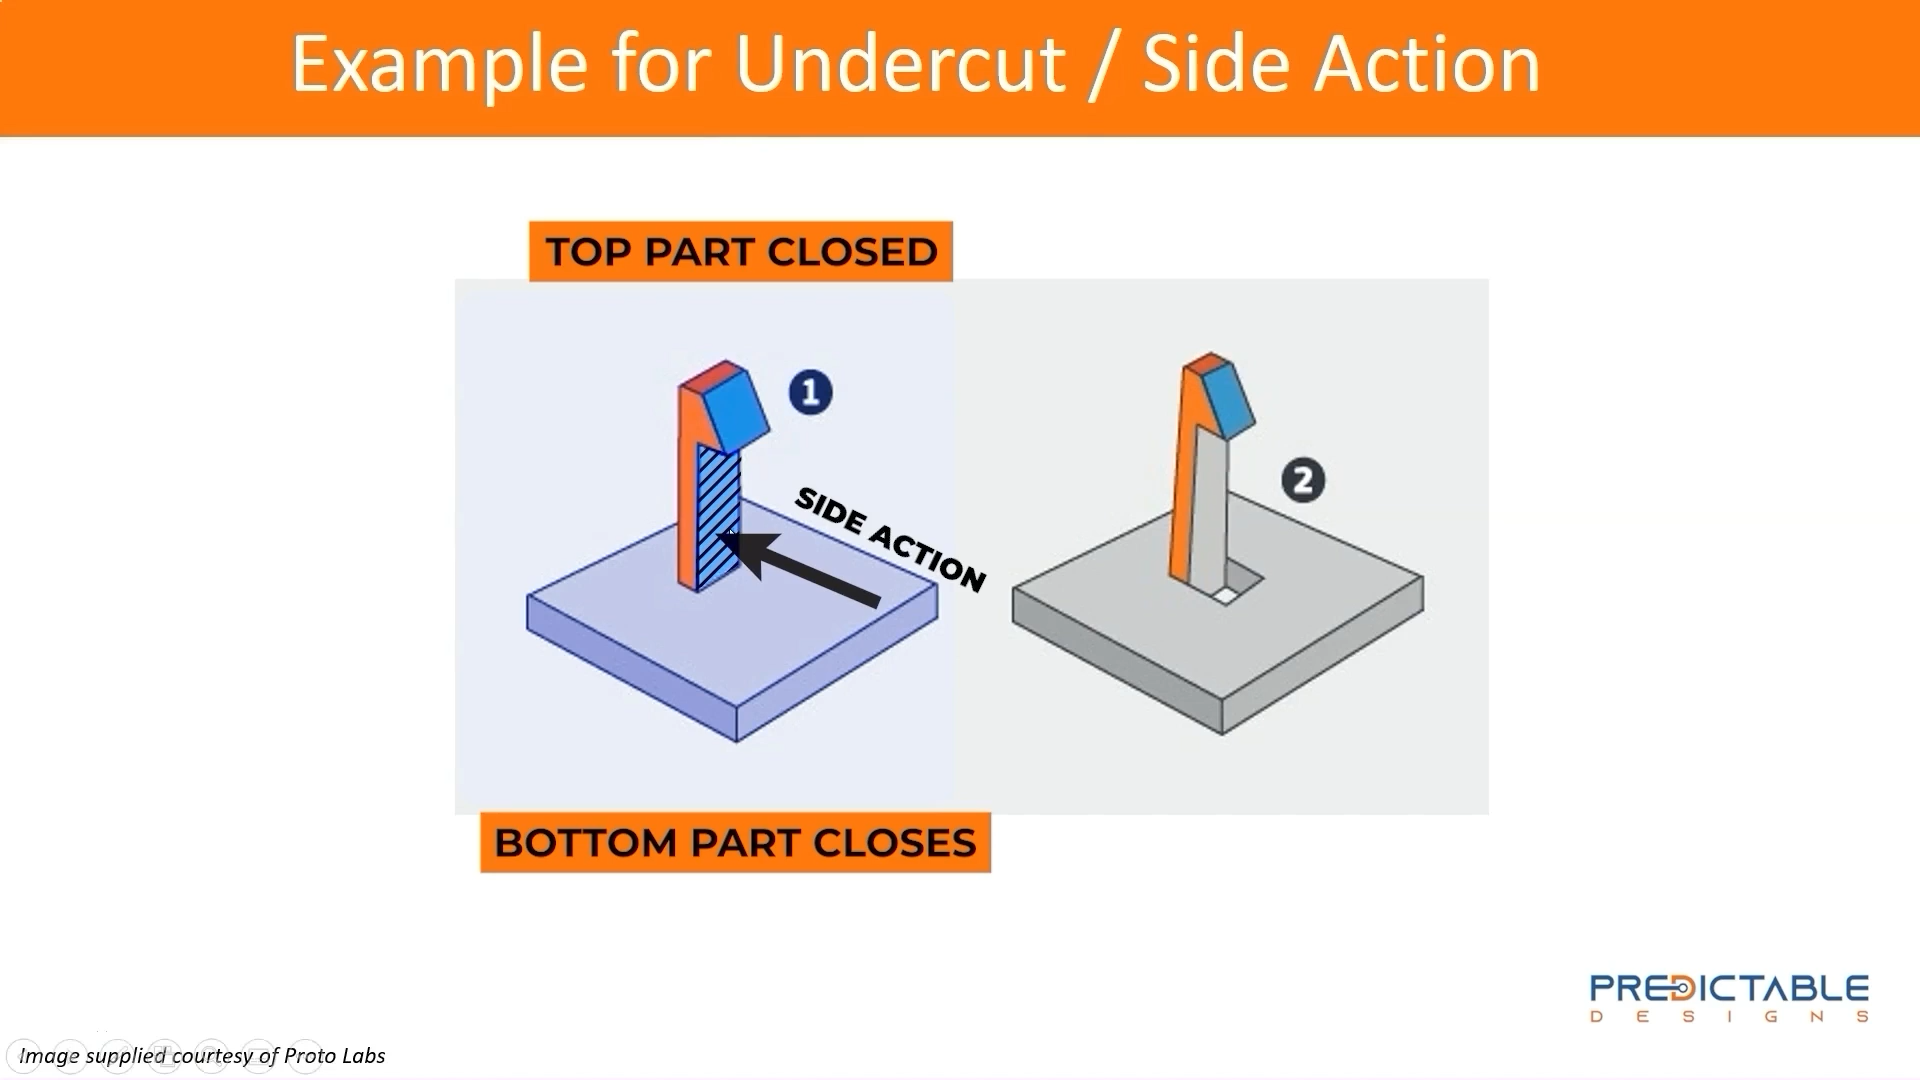 Example for Undercut / Side Action
TOP PART CLOSED
1
SIDE ACTION
2
BOTTOM PART CLOSES
PREDICTABLE
DESIGNS
Image supplied courtesy of Proto Labs